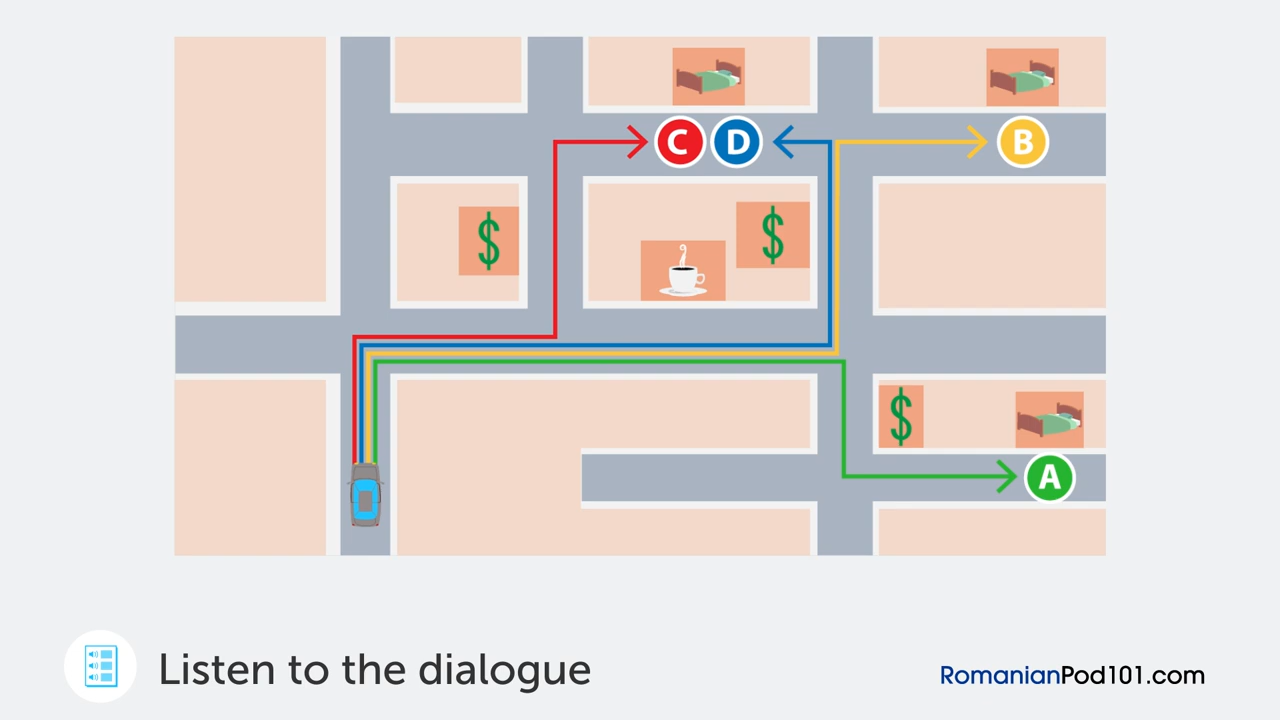 C D B
$ $
$
A
Listen to the dialogue
RomanianPod101.com